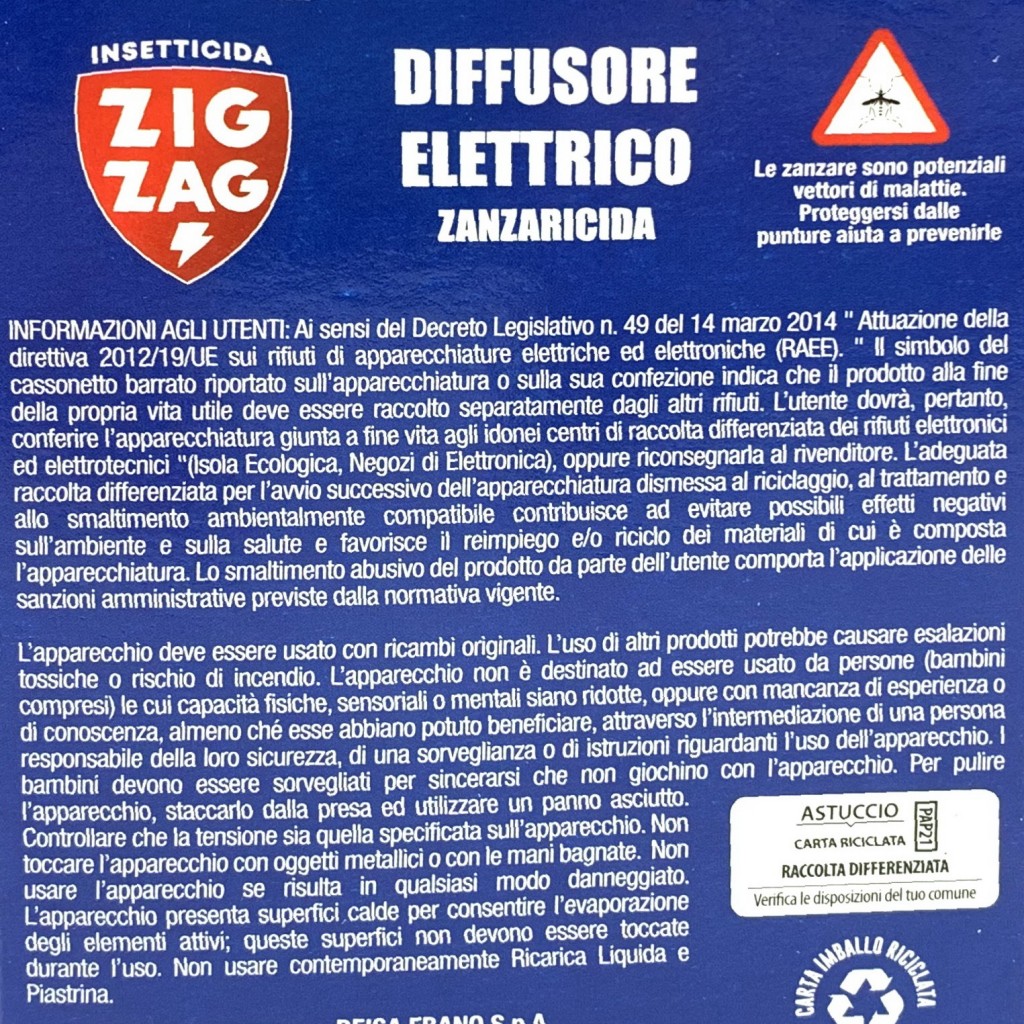 INSETTICIDA
ZIG
ZAG
DIFFUSORE
ELETTRICO
ZANZARICIDA
Le zanzare sono potenziali
vettori di malattie.
Proteggersi dalle
punture aiuta a prevenirle
INFORMAZIONI AGLI UTENTI: Ai sensi del Decreto Legislativo n. 49 del 14 marzo 2014 " Attuazione della
direttiva 2012/19/UE sui rifiuti di apparecchiature elettriche ed elettroniche (RAEE). " Il simbolo del
cassonetto barrato riportato sull'apparecchiatura o sulla sua confezione indica che il prodotto alla fine
della propria vita utile deve essere raccolto separatamente dagli altri rifiuti. L'utente dovrà, pertanto,
conferire l'apparecchiatura giunta a fine vita agli idonei centri di raccolta differenziata dei rifiuti elettronici
ed elettrotecnici "(Isola Ecologica, Negozi di Elettronica), oppure riconsegnarla al rivenditore. L'adeguata
raccolta differenziata per l'avvio successivo dell'apparecchiatura dismessa al riciclaggio, al trattamento e
allo smaltimento ambientalmente compatibile contribuisce ad evitare possibili effetti negativi
sull'ambiente e sulla salute e favorisce il reimpiego e/o riciclo dei materiali di cui è composta
l'apparecchiatura. Lo smaltimento abusivo del prodotto da parte dell'utente comporta l'applicazione delle
sanzioni amministrative previste dalla normativa vigente.
L'apparecchio deve essere usato con ricambi originali. L'uso di altri prodotti potrebbe causare esalazioni
tossiche o rischio di incendio. L'apparecchio non è destinato ad essere usato da persone (bambini
compresi) le cui capacità fisiche, sensoriali o mentali siano ridotte, oppure con mancanza di esperienza o
di conoscenza, almeno ché esse abbiano potuto beneficiare, attraverso l'intermediazione di una persona
responsabile della loro sicurezza, di una sorveglianza o di istruzioni riguardanti l'uso dell'apparecchio. I
bambini devono essere sorvegliati per sincerarsi che non giochino con l'apparecchio. Per pulire
l'apparecchio, staccarlo dalla presa ed utilizzare un panno asciutto.
Controllare che la tensione sia quella specificata sull'apparecchio. Non
toccare l'apparecchio con oggetti metallici o con le mani bagnate. Non
usare l'apparecchio se risulta in qualsiasi modo danneggiato.
L'apparecchio presenta superfici calde per consentire l'evaporazione
degli elementi attivi; queste superfici non devono essere toccate
durante l'uso. Non usare contemporaneamente Ricarica Liquida e
Piastrina.
ASTUCCIO
PAP21
CARTA RICICLATA
RACCOLTA DIFFERENZIATA
Verifica le disposizioni del tuo comune
CARTA IMBALLO RICICLATA